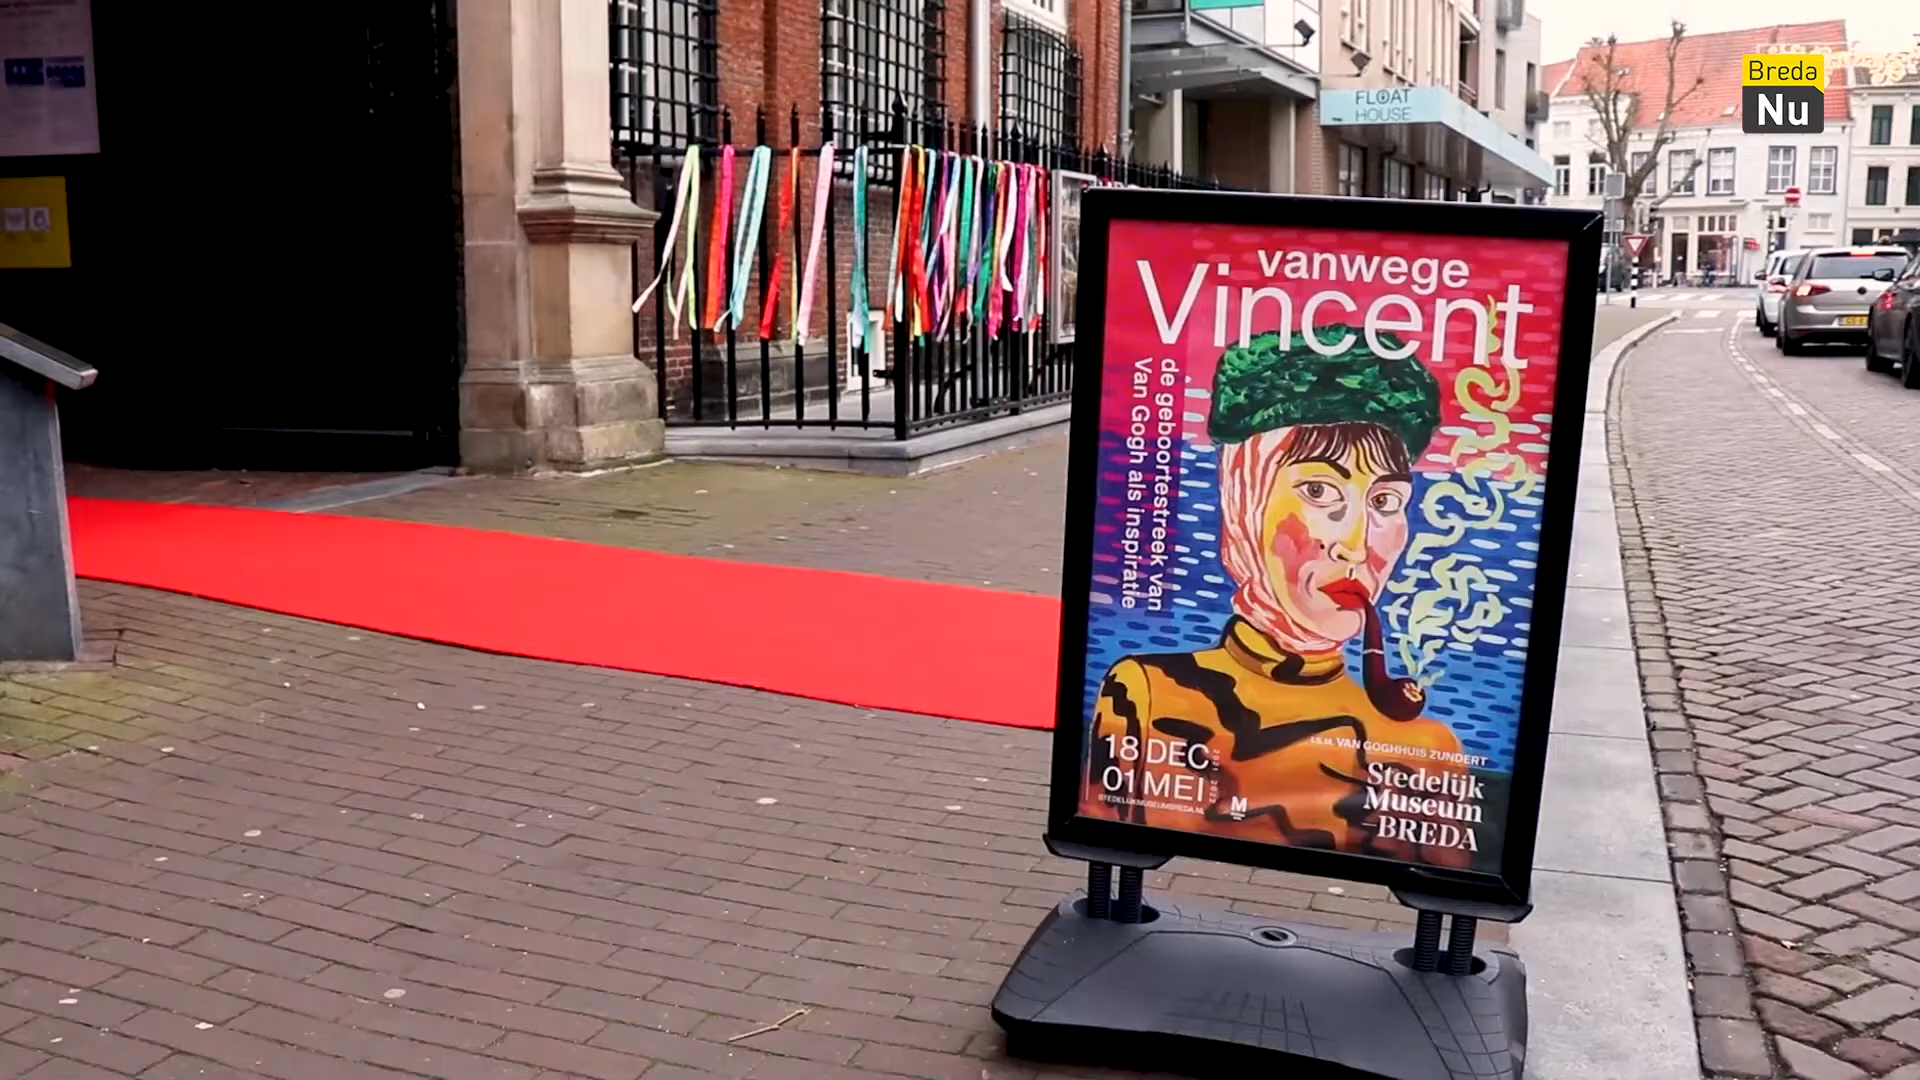 Breda
Nu
FLOAT
HOUSE
vanwege
Vincent
de geboortestreek van
Van Gogh als inspiratie
18 DEC
01 MEI
STEDELIJKMUSEUMBREDA.NL
M
I.S.M. VAN GOGHHUIS ZUNDERT
Stedelijk
Museum
BREDA